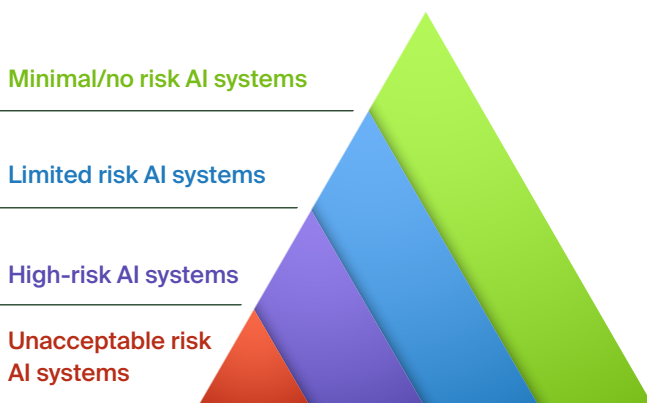 Minimal/no risk AI systems
Limited risk AI systems
High-risk AI systems
Unacceptable risk
AI systems